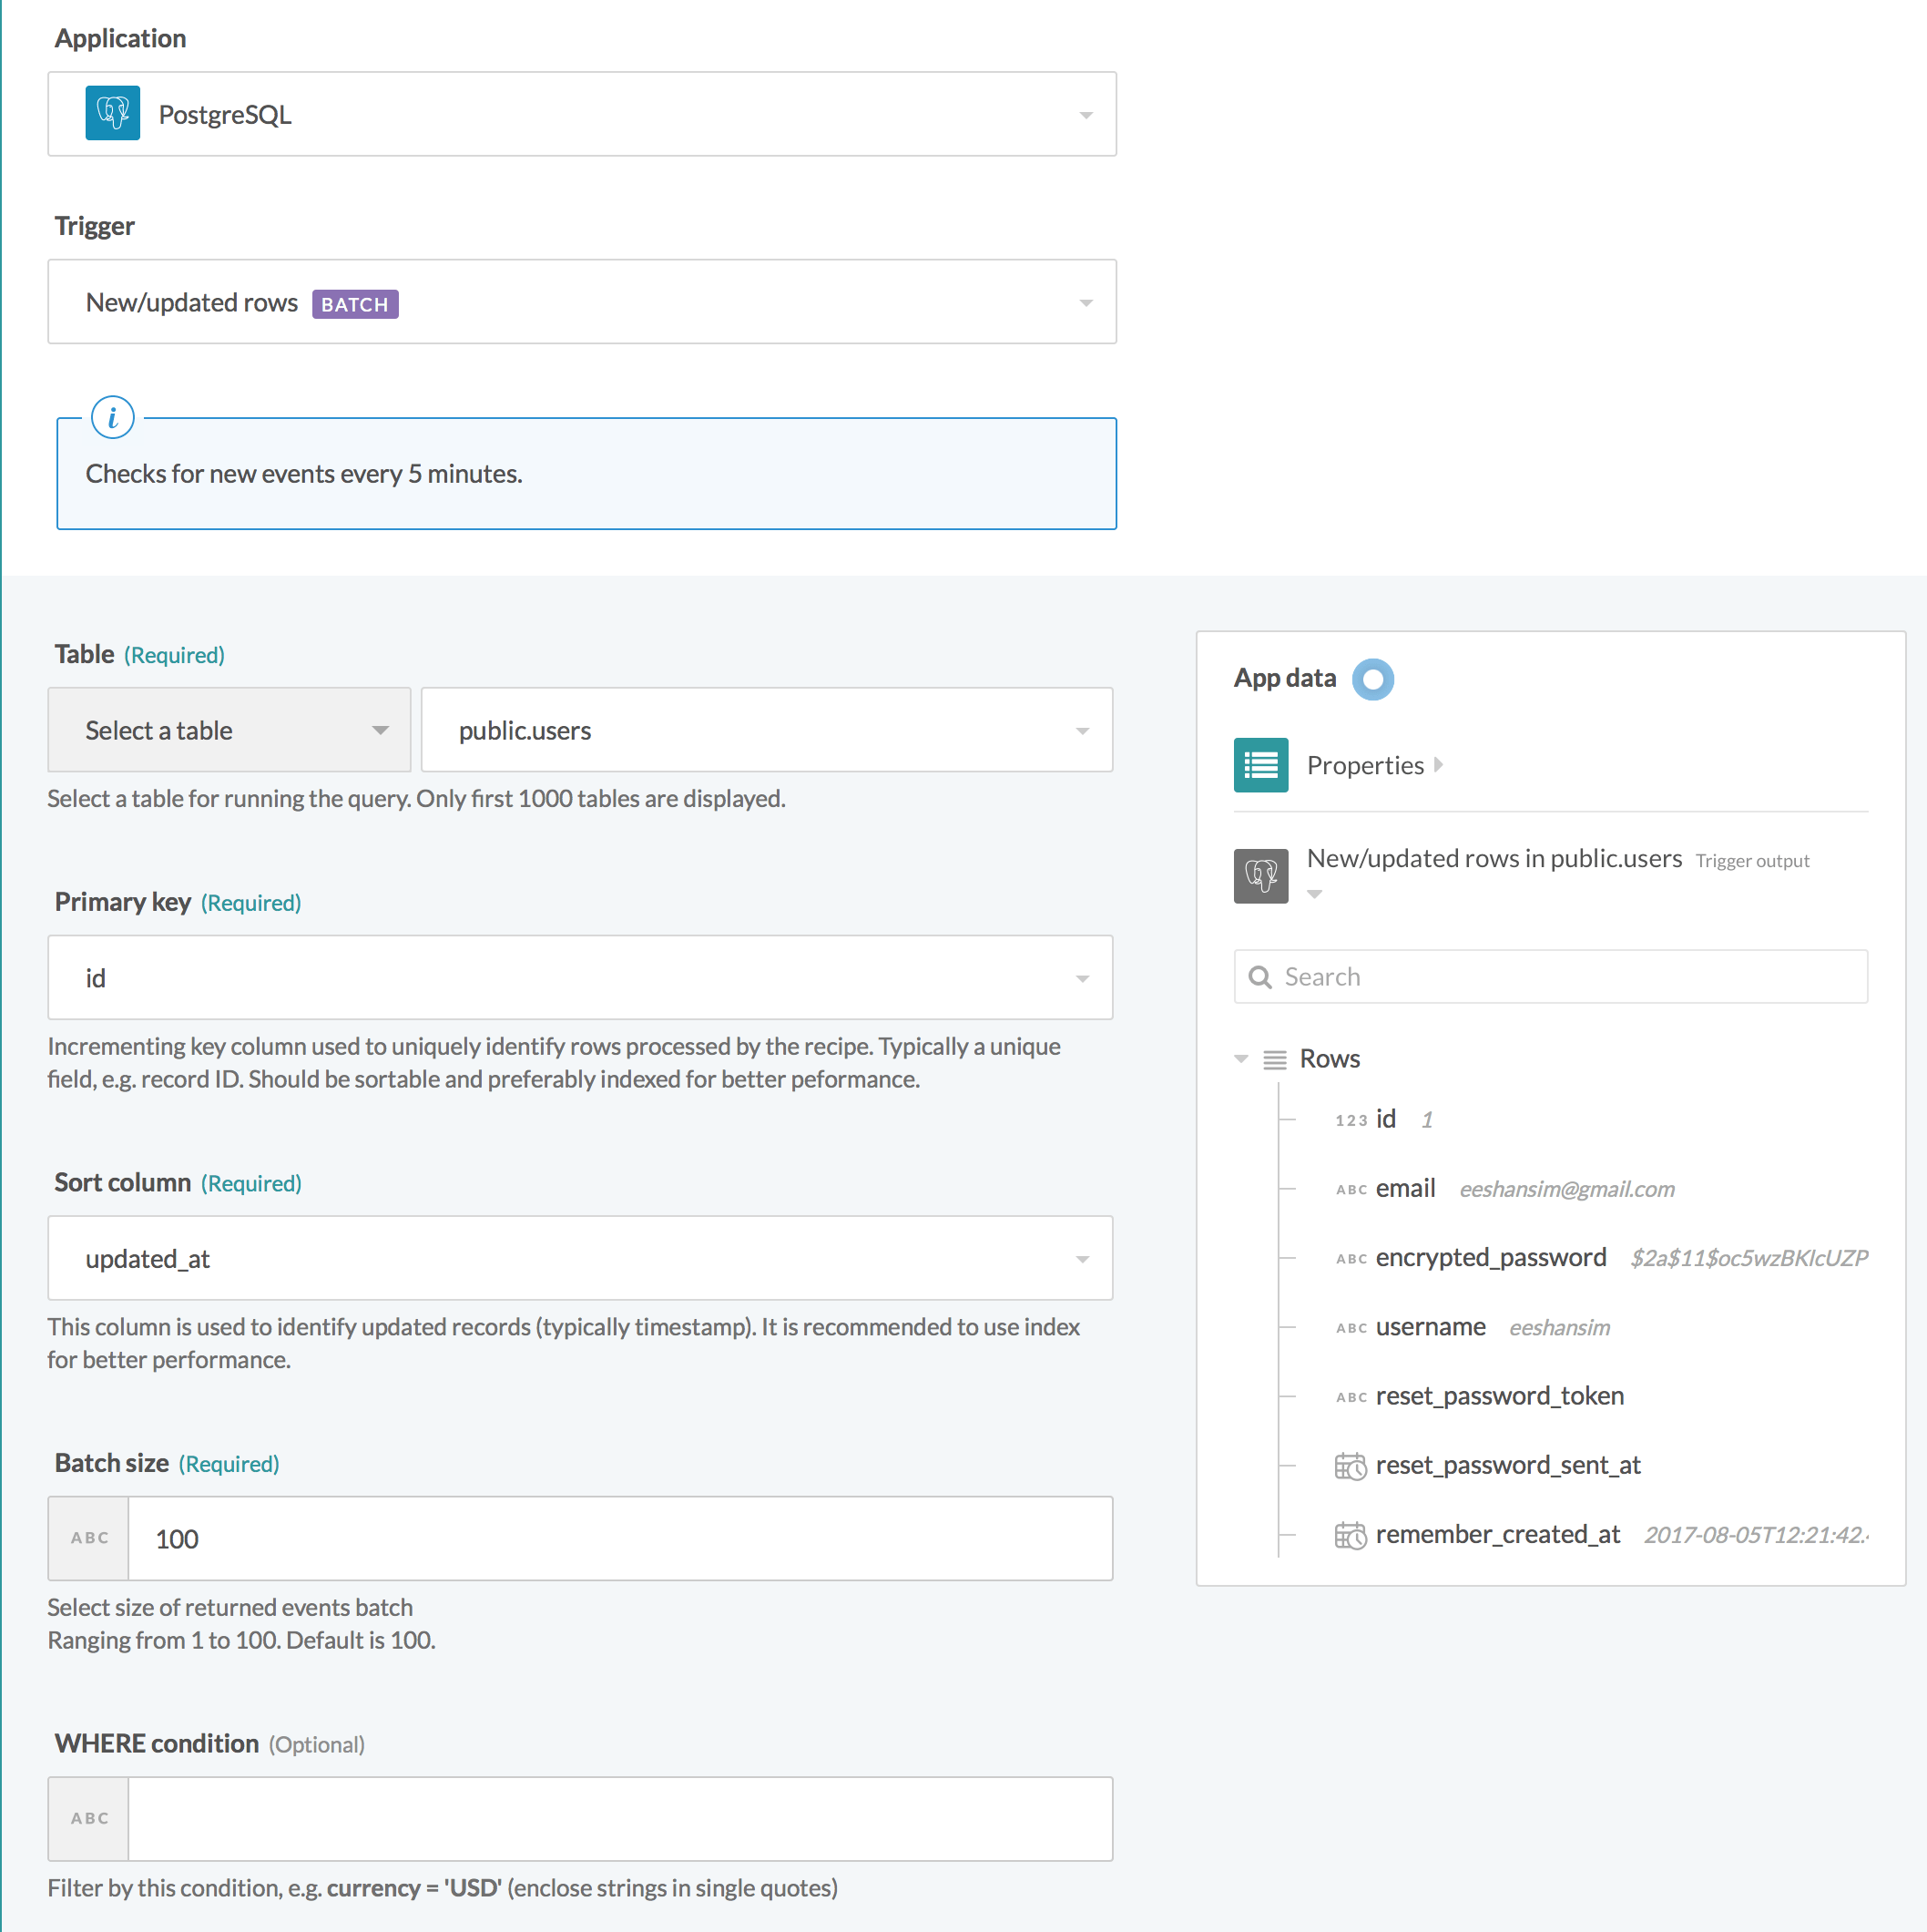 Application
PostgreSQL
Trigger
New/updated rows BATCH
i
Checks for new events every 5 minutes.
Table (Required)
Select a table public.users
Select a table for running the query. Only first 1000 tables are displayed.
Primary key (Required)
id
Incrementing key column used to uniquely identify rows processed by the recipe. Typically a unique
field, e.g. record ID. Should be sortable and preferably indexed for better peformance.
Sort column (Required)
updated_at
This column is used to identify updated records (typically timestamp). It is recommended to use index
for better performance.
Batch size (Required)
ABC 100
Select size of returned events batch
Ranging from 1 to 100. Default is 100.
WHERE condition (Optional)
ABC
Filter by this condition, e.g. currency = 'USD' (enclose strings in single quotes)
App data
Properties
New/updated rows in public.users Trigger output
Search
Rows
123 id 1
ABC email eeshansim@gmail.com
ABC encrypted_password $2a$11$oc5wzBKlcUZP
ABC username eeshansim
ABC reset_password_token
reset_password_sent_at
remember_created_at 2017-08-05T12:21:42.